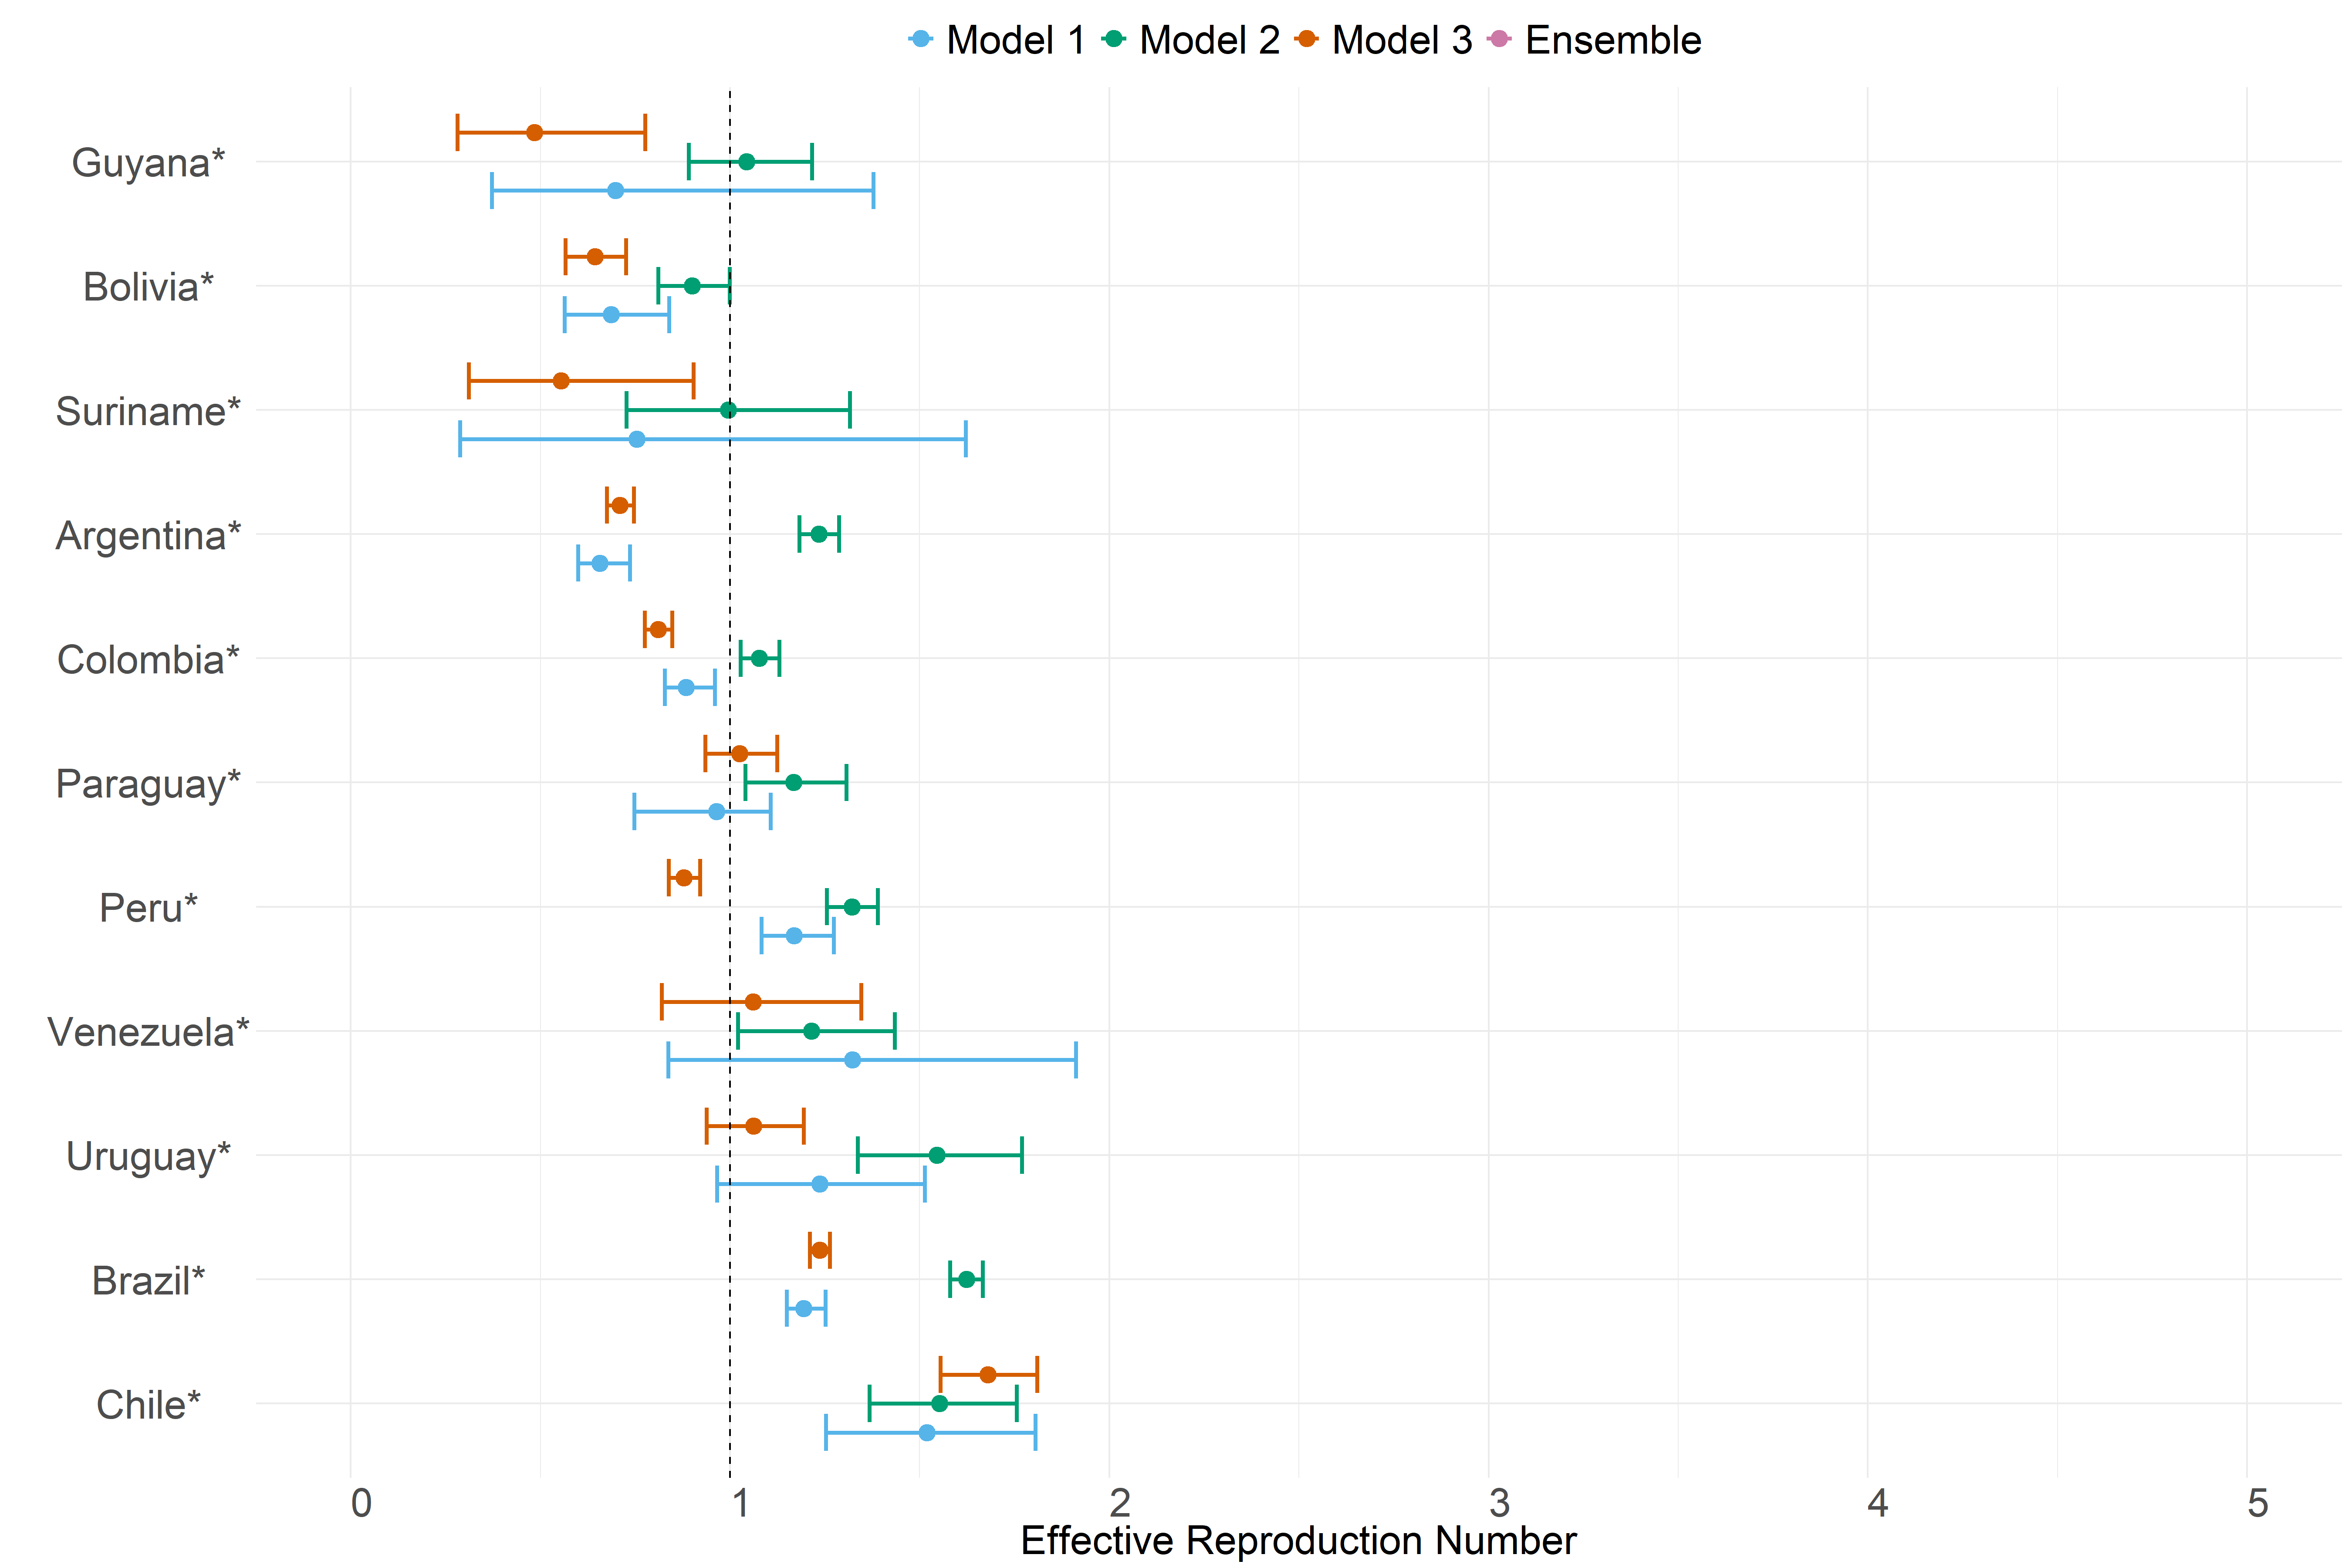 Model 1 Model 2 Model 3 Ensemble
Guyana*
Bolivia*
Suriname*
Argentina*
Colombia*
Paraguay*
Peru*
Venezuela*
Uruguay*
Brazil*
Chile*
0 1 2 3 4 5
Effective Reproduction Number